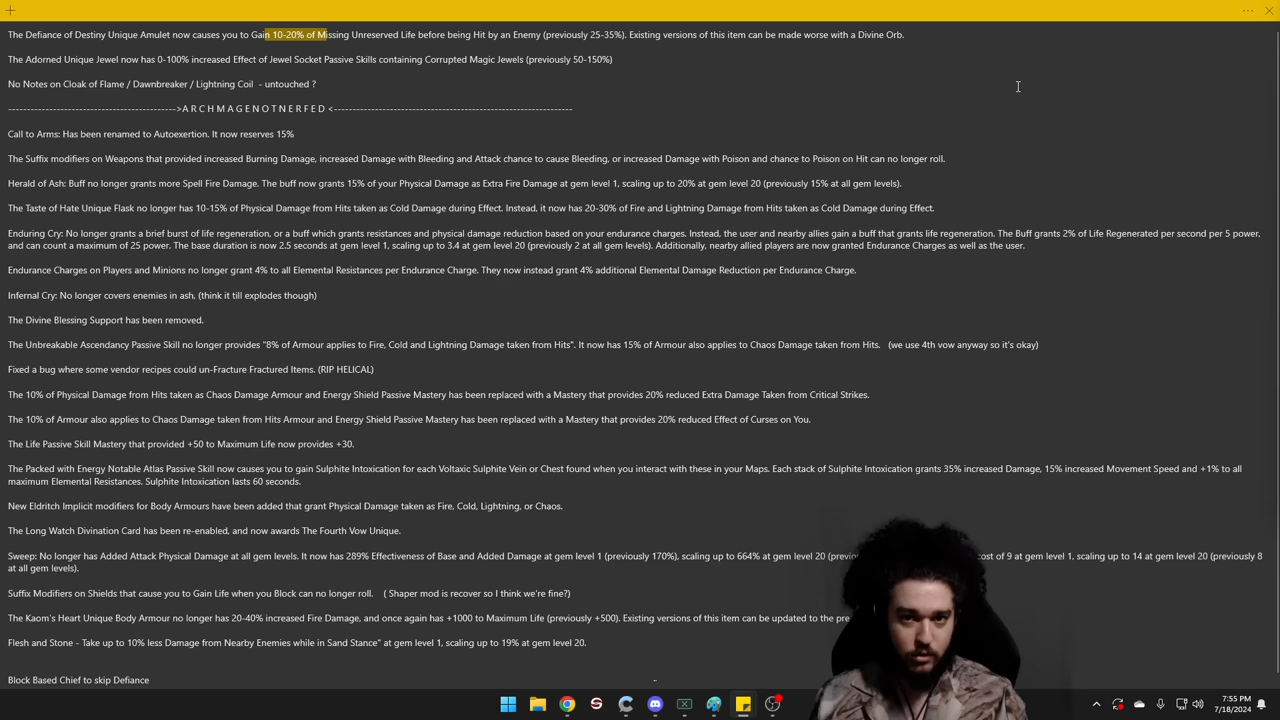 The Defiance of Destiny Unique Amulet now causes you to Gain 10-20% of Missing Unreserved Life before being Hit by an Enemy (previously 25-35%). Existing versions of this item can be made worse with a Divine Orb.
The Adorned Unique Jewel now has 0-100% increased Effect of Jewel Socket Passive Skills containing Corrupted Magic Jewels (previously 50-150%)
No Notes on Cloak of Flame / Dawnbreaker / Lightning Coil - untouched ?
--------------------------------------------->A R C H M A G E N O T N E R F E D <----------------------------------------------------------------
Call to Arms: Has been renamed to Autoexertion. It now reserves 15%
The Suffix modifiers on Weapons that provided increased Burning Damage, increased Damage with Bleeding and Attack chance to cause Bleeding, or increased Damage with Poison and chance to Poison on Hit can no longer roll.
Herald of Ash: Buff no longer grants more Spell Fire Damage. The buff now grants 15% of your Physical Damage as Extra Fire Damage at gem level 1, scaling up to 20% at gem level 20 (previously 15% at all gem levels).
The Taste of Hate Unique Flask no longer has 10-15% of Physical Damage from Hits taken as Cold Damage during Effect. Instead, it now has 20-30% of Fire and Lightning Damage from Hits taken as Cold Damage during Effect.
Enduring Cry: No longer grants a brief burst of life regeneration, or a buff which grants resistances and physical damage reduction based on your endurance charges. Instead, the user and nearby allies gain a buff that grants life regeneration. The Buff grants 2% of Life Regenerated per second per 5 power,
and can count a maximum of 25 power. The base duration is now 2.5 seconds at gem level 1, scaling up to 3.4 at gem level 20 (previously 2 at all gem levels). Additionally, nearby allied players are now granted Endurance Charges as well as the user.
Endurance Charges on Players and Minions no longer grant 4% to all Elemental Resistances per Endurance Charge. They now instead grant 4% additional Elemental Damage Reduction per Endurance Charge.
Infernal Cry: No longer covers enemies in ash, (think it till explodes though)
The Divine Blessing Support has been removed.
The Unbreakable Ascendancy Passive Skill no longer provides "8% of Armour applies to Fire, Cold and Lightning Damage taken from Hits". It now has 15% of Armour also applies to Chaos Damage taken from Hits. (we use 4th vow anyway so it's okay)
Fixed a bug where some vendor recipes could un-Fracture Fractured Items. (RIP HELICAL)
The 10% of Physical Damage from Hits taken as Chaos Damage Armour and Energy Shield Passive Mastery has been replaced with a Mastery that provides 20% reduced Extra Damage Taken from Critical Strikes.
The 10% of Armour also applies to Chaos Damage taken from Hits Armour and Energy Shield Passive Mastery has been replaced with a Mastery that provides 20% reduced Effect of Curses on You.
The Life Passive Skill Mastery that provided +50 to Maximum Life now provides +30.
The Packed with Energy Notable Atlas Passive Skill now causes you to gain Sulphite Intoxication for each Voltaxic Sulphite Vein or Chest found when you interact with these in your Maps. Each stack of Sulphite Intoxication grants 35% increased Damage, 15% increased Movement Speed and +1% to all
maximum Elemental Resistances. Sulphite Intoxication lasts 60 seconds.
New Eldritch Implicit modifiers for Body Armours have been added that grant Physical Damage taken as Fire, Cold, Lightning, or Chaos.
The Long Watch Divination Card has been re-enabled, and now awards The Fourth Vow Unique.
Sweep: No longer has Added Attack Physical Damage at all gem levels. It now has 289% Effectiveness of Base and Added Damage at gem level 1 (previously 170%), scaling up to 664% at gem level 20 cost of 9 at gem level 1, scaling up to 14 at gem level 20 (previously 8
at all gem levels).
Suffix Modifiers on Shields that cause you to Gain Life when you Block can no longer roll. ( Shaper mod is recover so I think we're fine?)
The Kaom's Heart Unique Body Armour no longer has 20-40% increased Fire Damage, and once again has +1000 to Maximum Life (previously +500). Existing versions of this item can be updated to the
Flesh and Stone - Take up to 10% less Damage from Nearby Enemies while in Sand Stance" at gem level 1, scaling up to 19% at gem level 20.
Block Based Chief to skip Defiance
7:55 PM
7/18/2024